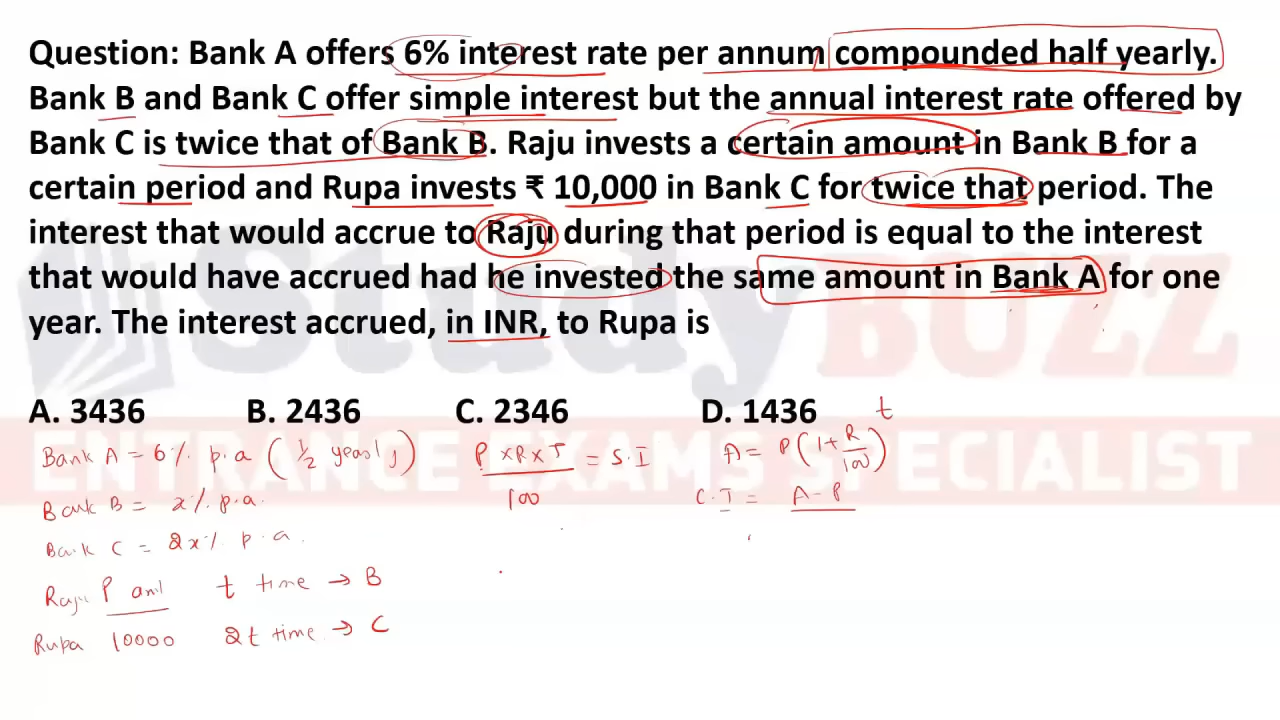 Question: Bank A offers 6% interest rate per annum compounded half yearly.
Bank B and Bank C offer simple interest but the annual interest rate offered by
Bank C is twice that of Bank B. Raju invests a certain amount in Bank B for a
certain period and Rupa invests ₹ 10,000 in Bank C for twice that period. The
interest that would accrue to Raju during that period is equal to the interest
that would have accrued had he invested the same amount in Bank A for one
year. The interest accrued, in INR, to Rupa is
A. 3436 B. 2436 C. 2346 D. 1436
Bank A = 6% p.a (1/2 yearly) P × R × T / 100 = S.I A = P(1+R/100)^t
Bank B = x% p.a. C.I = A - P
Bank C = 2x% p.a.
Raju P amt t time → B
Rupa 10000 2t time → C
StudyBUZZ
ENTRANCE EXAMS SPECIALIST